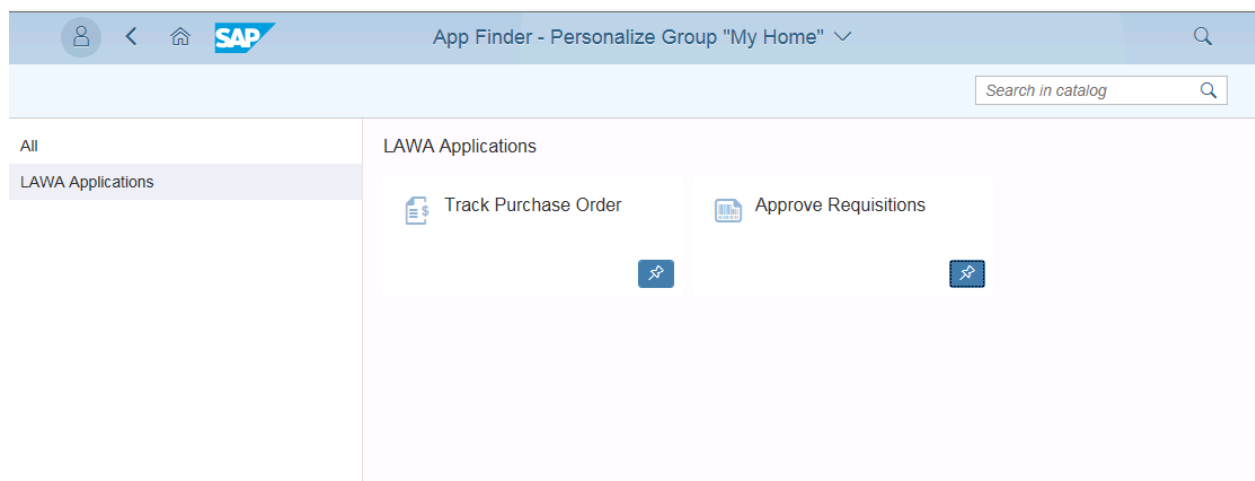 SAP App Finder - Personalize Group "My Home"
Search in catalog
All
LAWA Applications
LAWA Applications
Track Purchase Order
$
Approve Requisitions